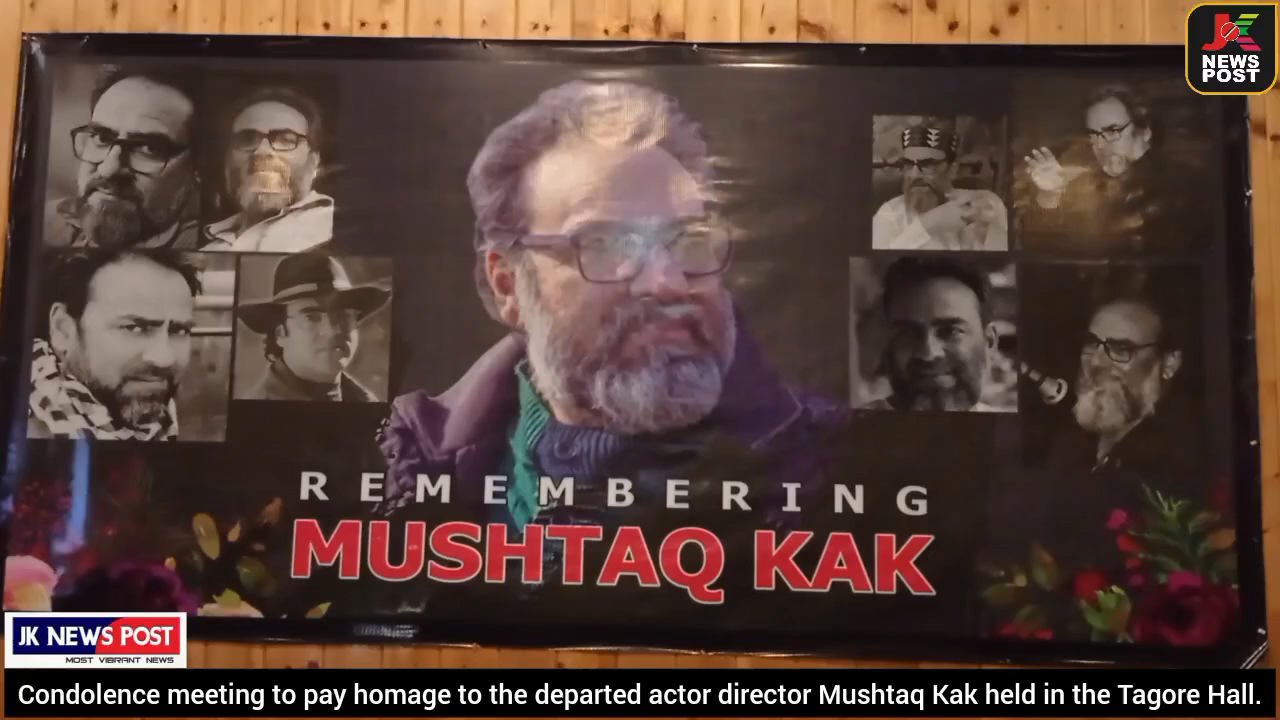 JK
NEWS
POST
REMEMBERING
MUSHTAQ KAK
JK NEWS POST
MOST VIBRANT NEWS
Condolence meeting to pay homage to the departed actor director Mushtaq Kak held in the Tagore Hall.